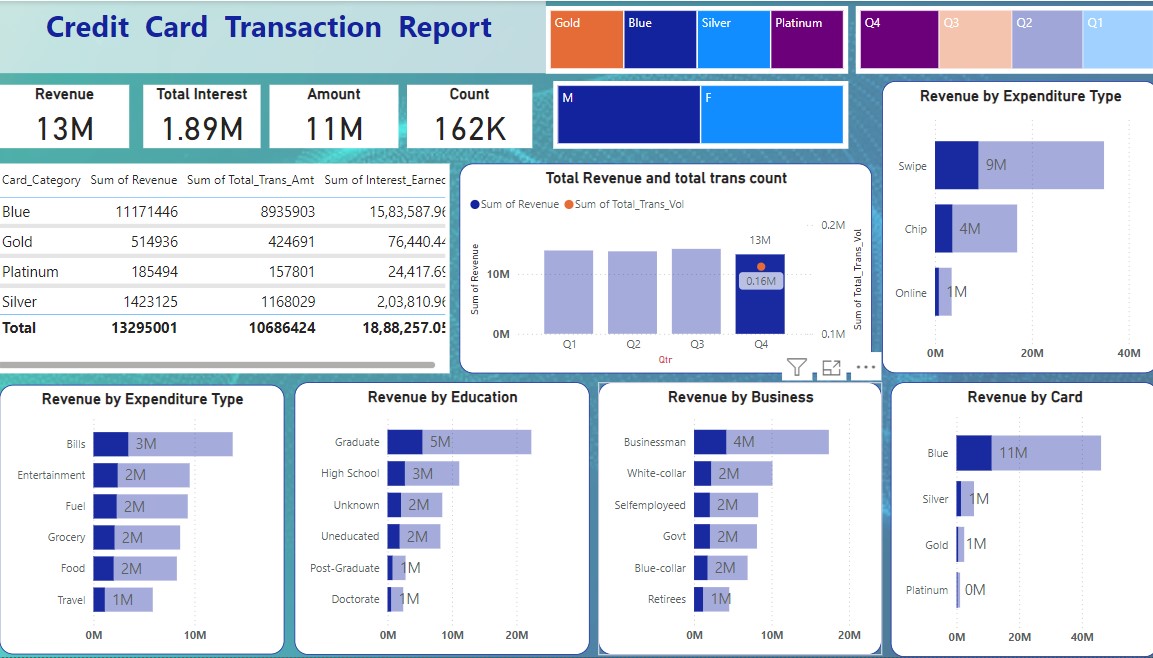 Credit Card Transaction Report
Gold Blue Silver Platinum
Q4 Q3 Q2 Q1
Revenue
13M
Total Interest
1.89M
Amount
11M
Count
162K
M F
Card_Category Sum of Revenue Sum of Total_Trans_Amt Sum of Interest_Earned
Blue 11171446 8935903 15,83,587.96
Gold 514936 424691 76,440.44
Platinum 185494 157801 24,417.69
Silver 1423125 1168029 2,03,810.96
Total 13295001 10686424 18,88,257.05
Total Revenue and total trans count
Sum of Revenue Sum of Total_Trans_Vol
Sum of Revenue
10M
0M
13M
0.16M
0.2M
0.1M
Sum of Total_Trans_Vol
Q1 Q2 Q3 Q4
Qtr
Revenue by Expenditure Type
Swipe 9M
Chip 4M
Online 1M
0M 20M 40M
Revenue by Expenditure Type
Bills 3M
Entertainment 2M
Fuel 2M
Grocery 2M
Food 2M
Travel 1M
0M 10M
Revenue by Education
Graduate 5M
High School 3M
Unknown 2M
Uneducated 2M
Post-Graduate 1M
Doctorate 1M
0M 10M 20M
Revenue by Business
Businessman 4M
White-collar 2M
Selfemployeed 2M
Govt 2M
Blue-collar 2M
Retirees 1M
0M 10M 20M
Revenue by Card
Blue 11M
Silver 1M
Gold 1M
Platinum 0M
0M 20M 40M